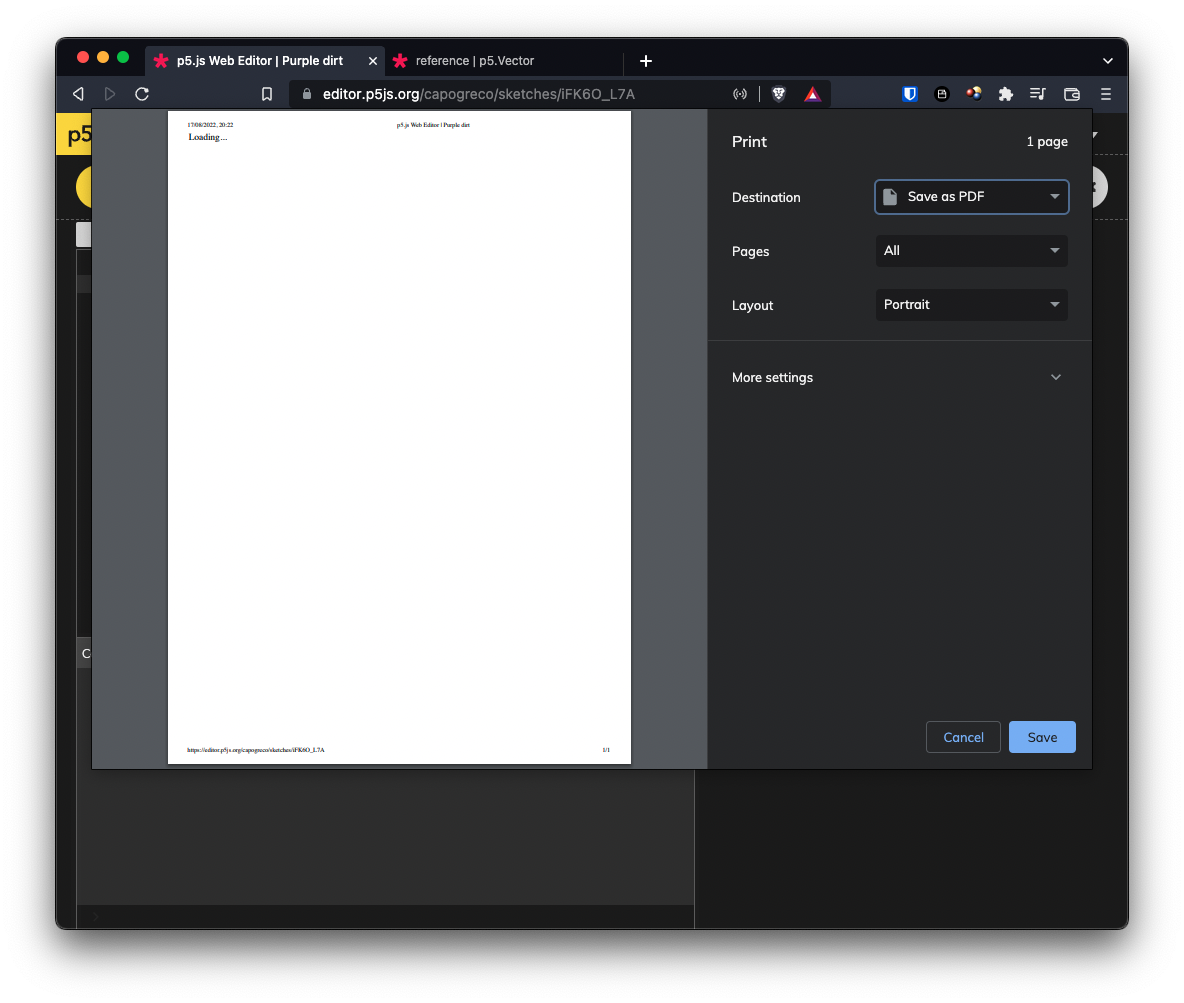 p5.js Web Editor | Purple dirt
reference | p5.Vector
editor.p5js.org/capogreco/sketches/iFK6O_L7A
p5
17/08/2022, 20:22
p5.js Web Editor | Purple dirt
Loading...
Print
1 page
Destination
Save as PDF
Pages
All
Layout
Portrait
More settings
C
https://editor.p5js.org/capogreco/sketches/iFK6O_L7A
1/1
Cancel
Save